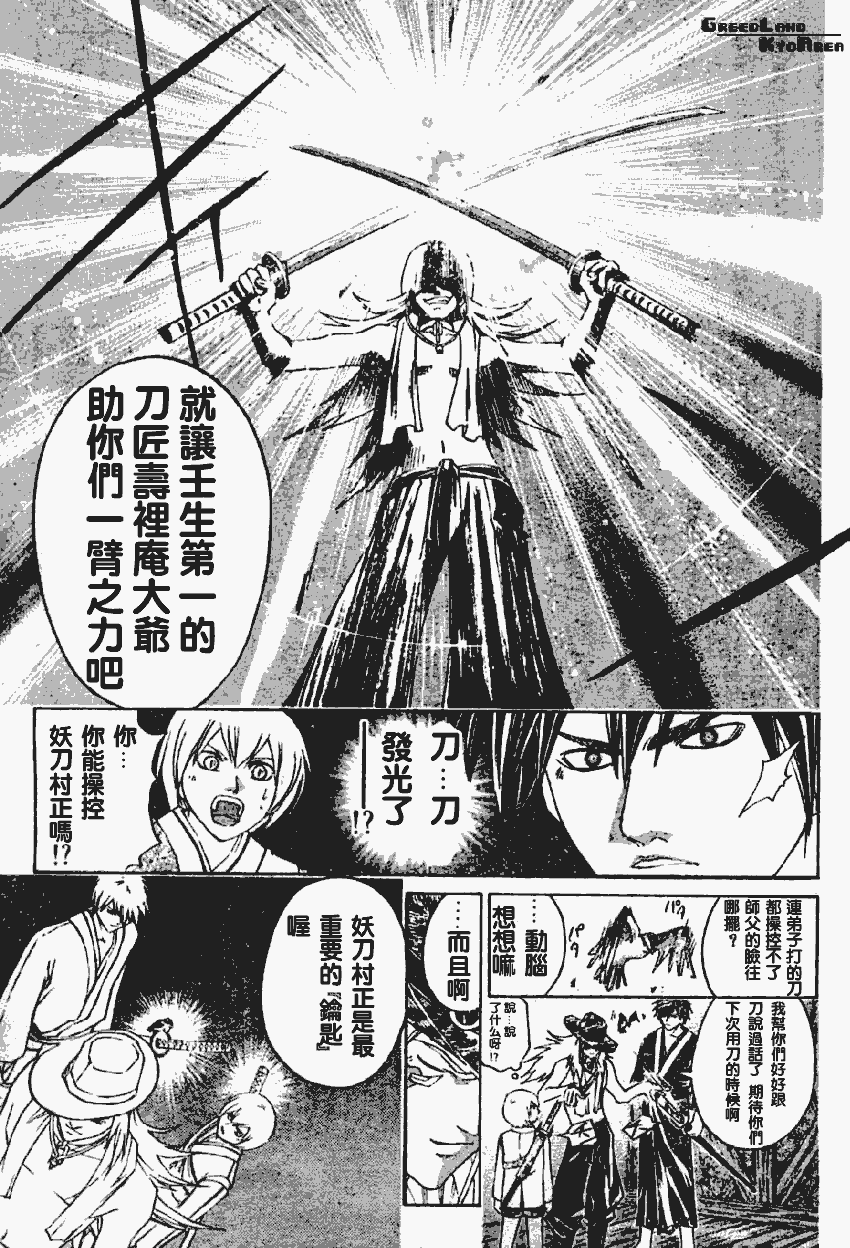 GreedLand
KyoArea
就讓壬生第一的
刀匠壽裡庵大爺
助你們一臂之力吧
刀…刀
發光了
——!?
你…
你能操控
妖刀村正嗎!?
連弟子打的刀
都操控不了
師父的臉往
哪擺?
…動腦
想想嘛
我幫你們好好跟
刀說過話了 期待你們
下次用刀的時候啊
說…說
了什么呀!?
…而且啊
妖刀村正是最
重要的『鑰匙』
喔